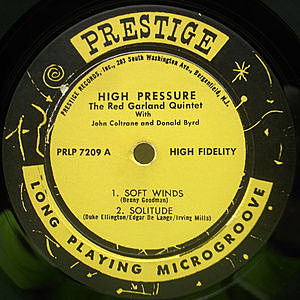 PRESTIGE
PRESTIGE RECORDS, INC., 203 South Washington Ave., Bergenfield, N.J.
HIGH PRESSURE
The Red Garland Quintet
With
John Coltrane and Donald Byrd
PRLP 7209 A
HIGH FIDELITY
1. SOFT WINDS
(Benny Goodman)
2. SOLITUDE
(Duke Ellington/Edgar De Lange/Irving Mills)
LONG PLAYING MICROGROOVE